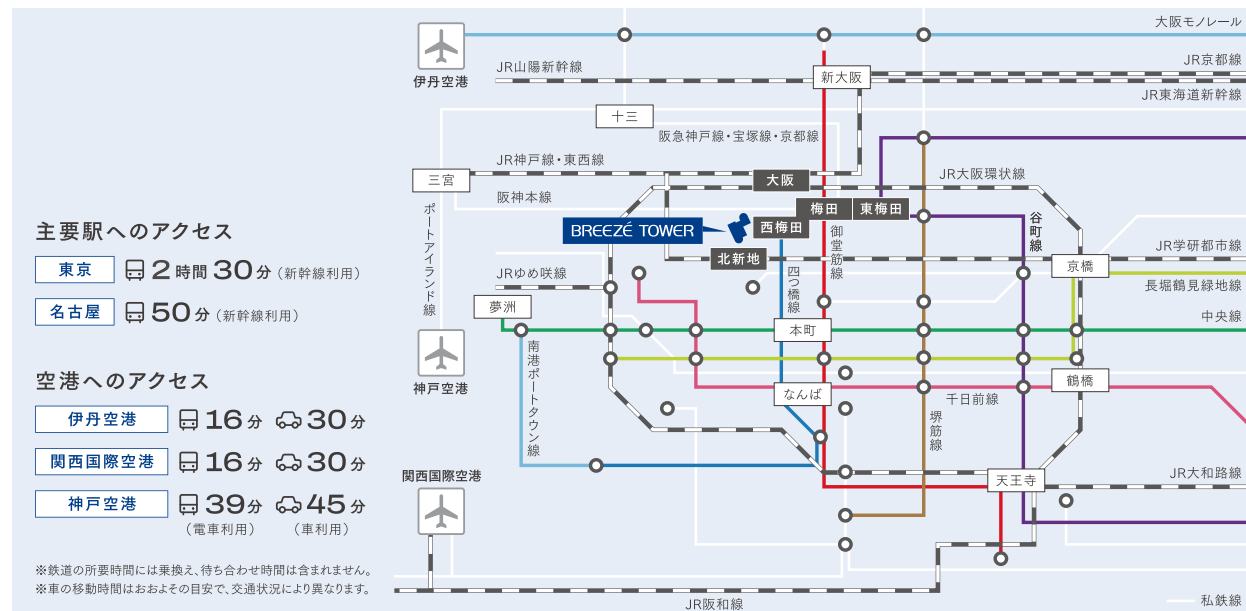 主要駅へのアクセス
東京 2時間30分(新幹線利用)
名古屋 50分(新幹線利用)
空港へのアクセス
伊丹空港 16分 30分
関西国際空港 16分 30分
神戸空港 39分 45分
(電車利用) (車利用)
※鉄道の所要時間には乗換え、待ち合わせ時間は含まれません。
※車の移動時間はおおよその目安で、交通状況により異なります。
大阪モノレール
伊丹空港
JR山陽新幹線
新大阪
JR京都線
JR東海道新幹線
十三
阪急神戸線・宝塚線・京都線
JR神戸線・東西線
三宮
大阪
JR大阪環状線
阪神本線
梅田
東梅田
BREEZÉ TOWER
西梅田
御堂筋線
谷町線
ポートアイランド線
北新地
JR学研都市線
京橋
JRゆめ咲線
四つ橋線
長堀鶴見緑地線
夢洲
本町
中央線
南港ポートタウン線
神戸空港
なんば
鶴橋
千日前線
堺筋線
関西国際空港
天王寺
JR大和路線
JR阪和線
私鉄線